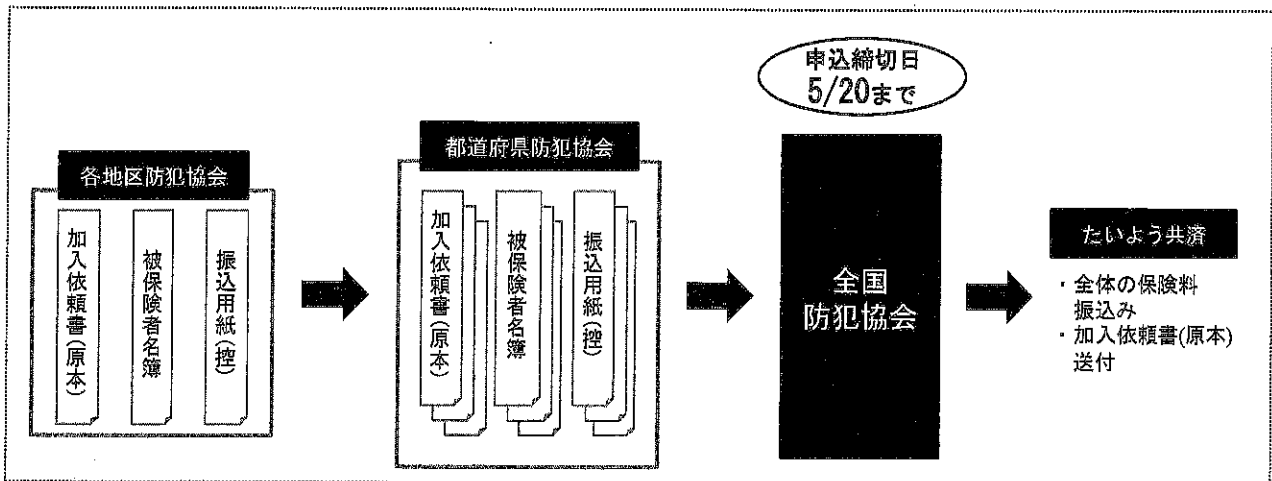 申込締切日
5/20まで
各地区防犯協会
加入依頼書(原本)
被保険者名簿
振込用紙(控)
都道府県防犯協会
加入依頼書(原本)
被保険者名簿
振込用紙(控)
全国
防犯協会
たいよう共済
・全体の保険料
振込み
・加入依頼書(原本)
送付